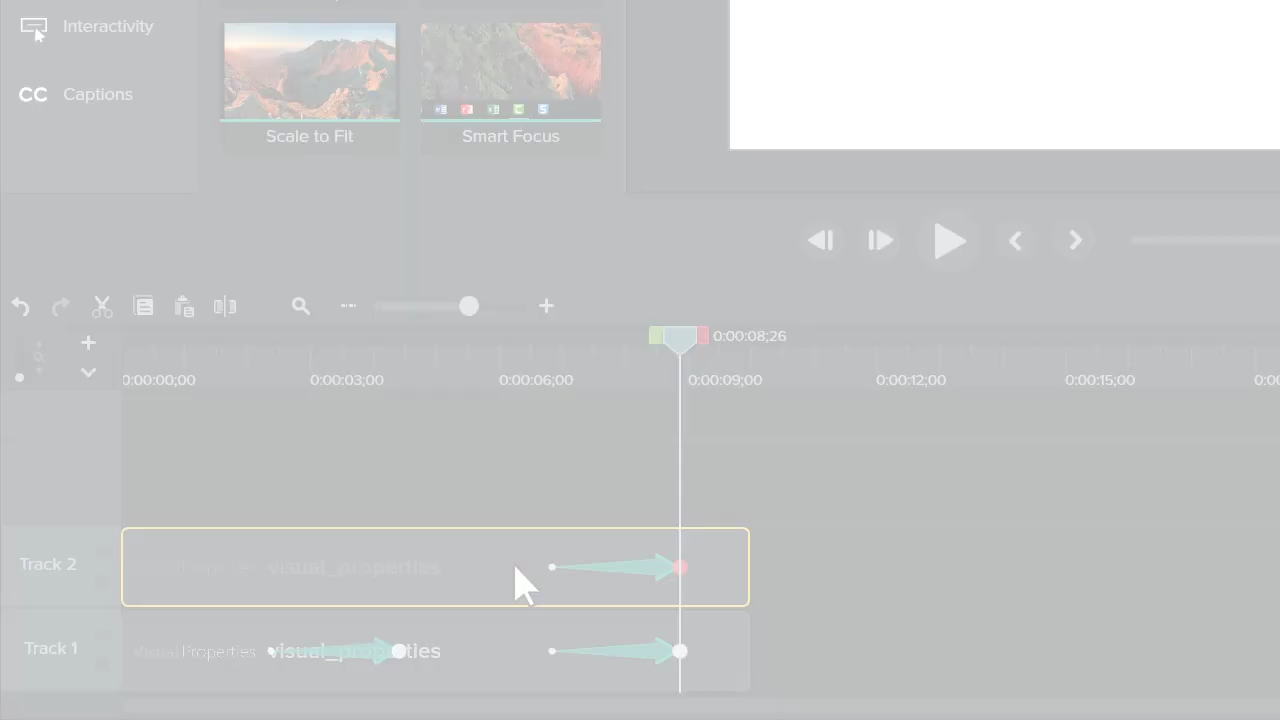 Interactivity
CC Captions
Scale to Fit
Smart Focus
0:00:08;26
0:00:00;00
0:00:03;00
0:00:06;00
0:00:09;00
0:00:12;00
0:00:15;00
Track 2
Properties visual_properties
Track 1
Visual Properties visual_properties